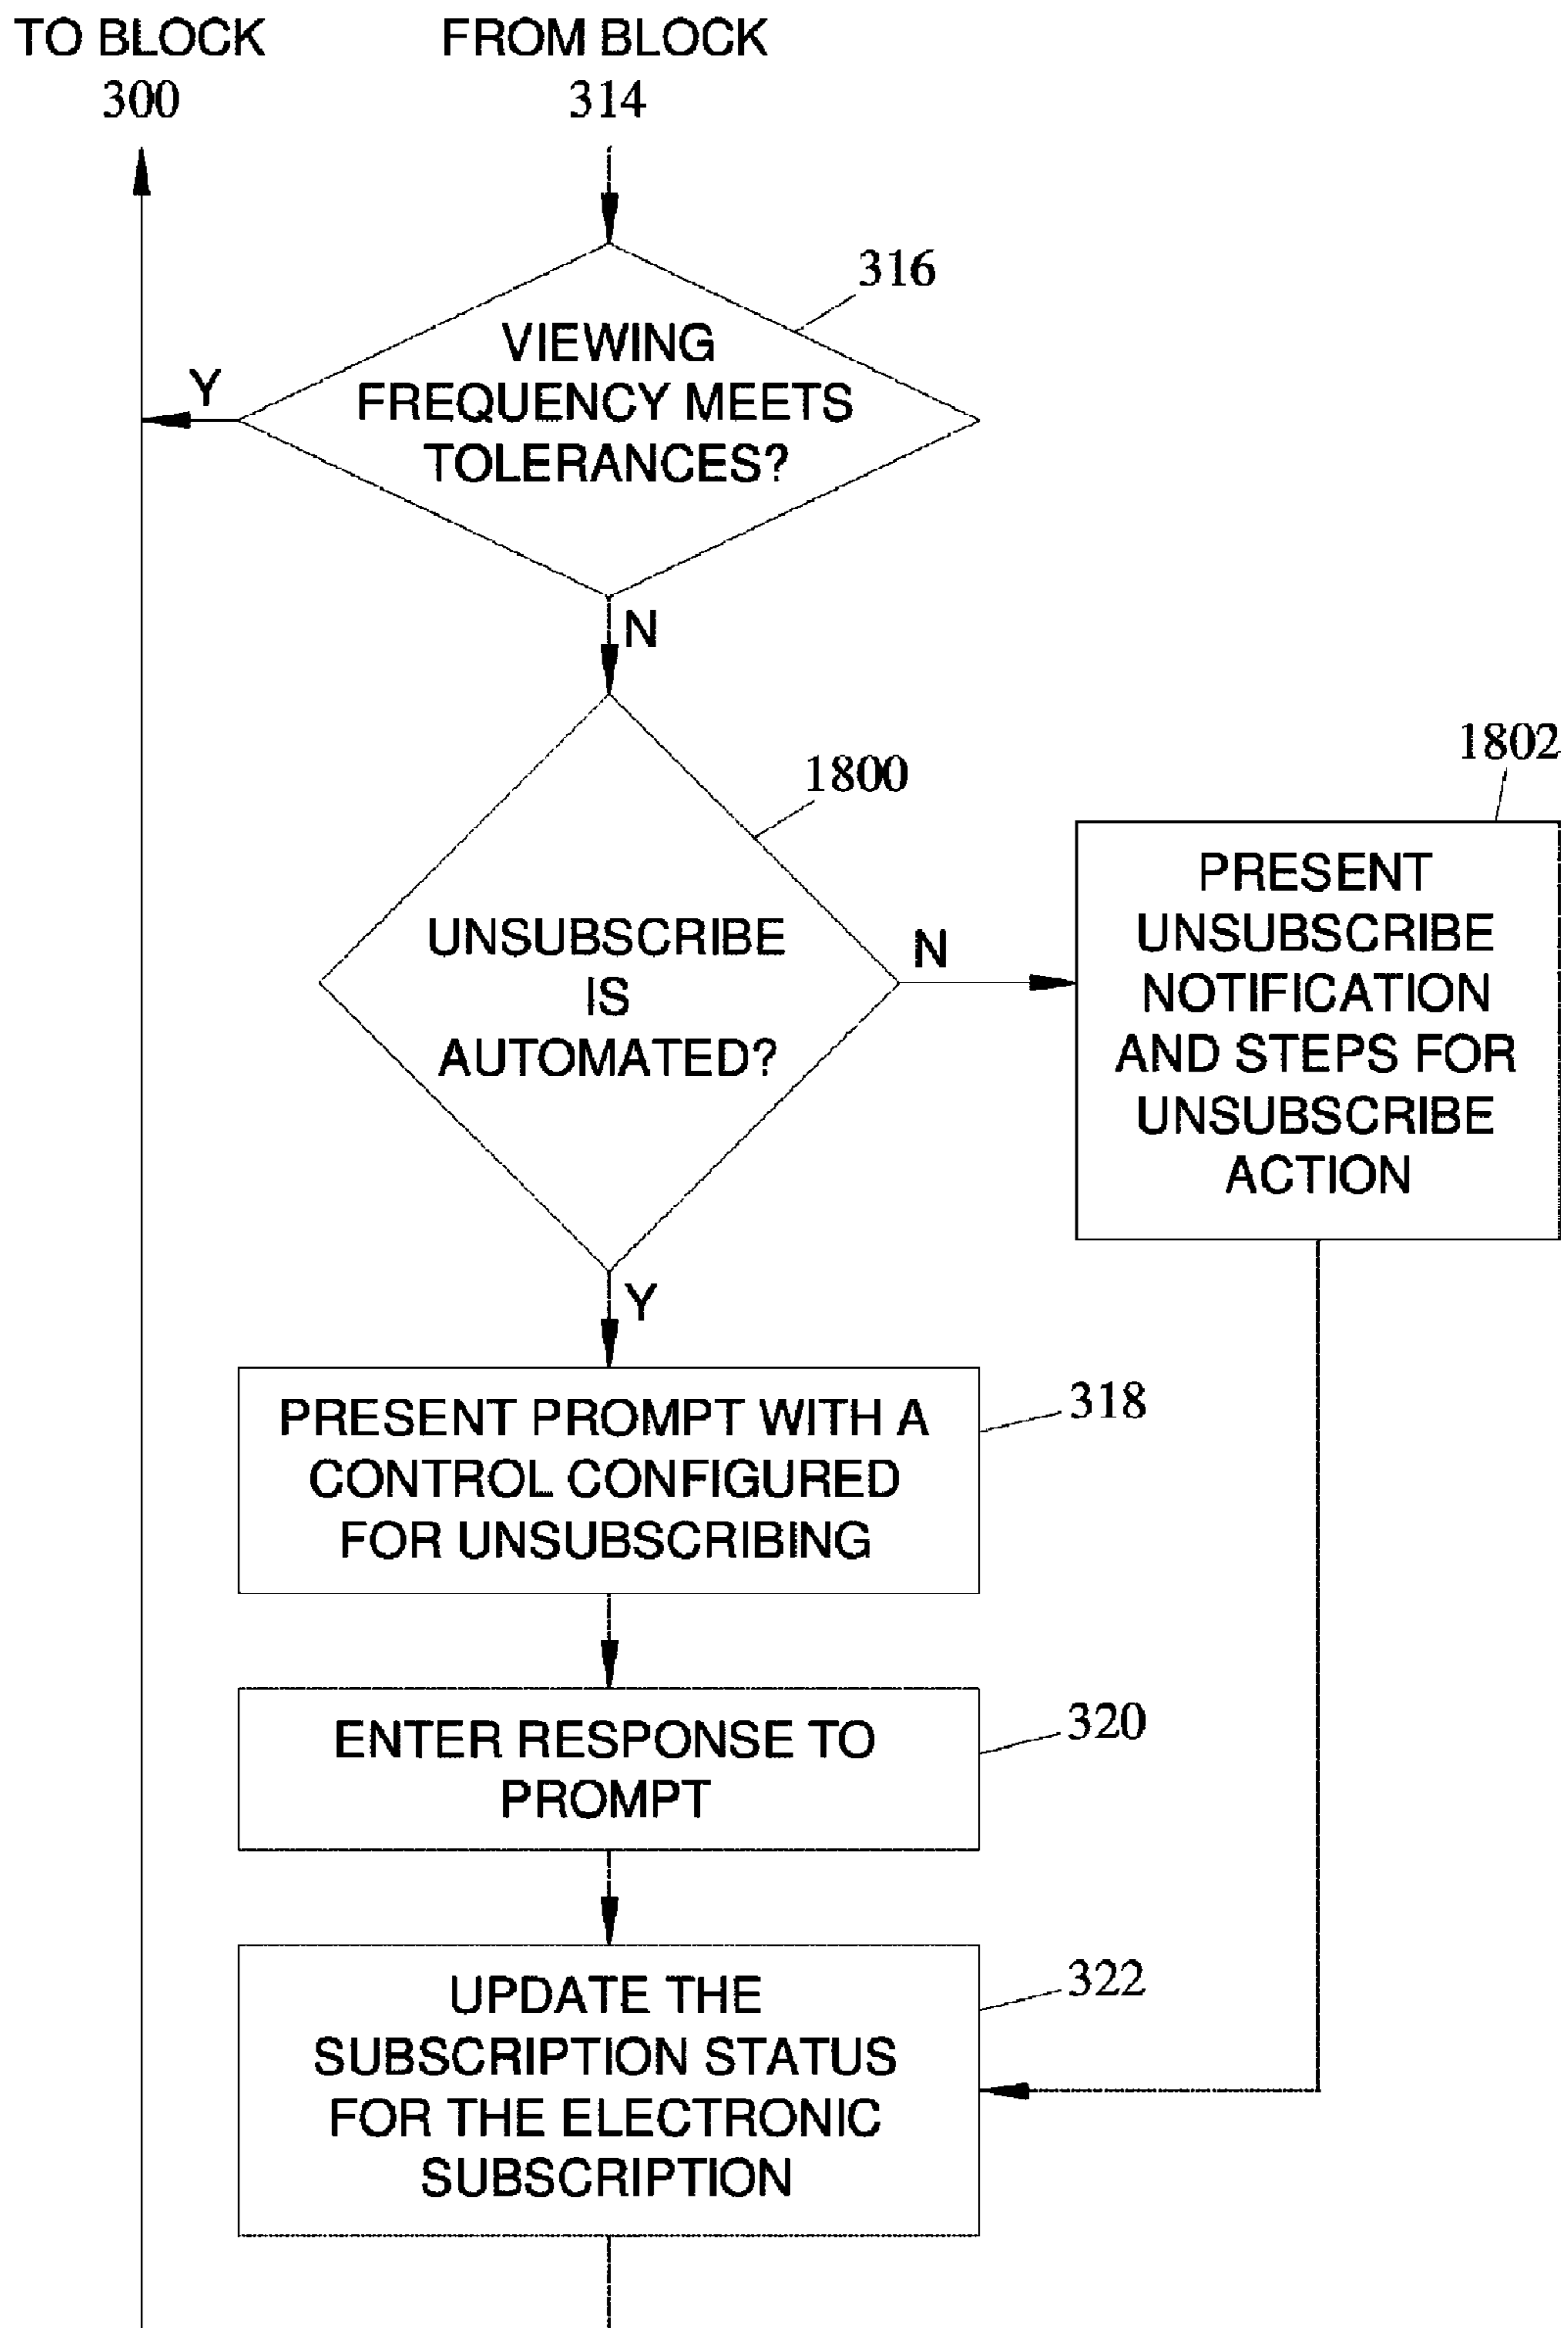 TO BLOCK
300
FROM BLOCK
314
316
VIEWING
FREQUENCY MEETS
TOLERANCES?
Y
N
1800
UNSUBSCRIBE
IS
AUTOMATED?
N
1802
PRESENT
UNSUBSCRIBE
NOTIFICATION
AND STEPS FOR
UNSUBSCRIBE
ACTION
Y
318
PRESENT PROMPT WITH A
CONTROL CONFIGURED
FOR UNSUBSCRIBING
320
ENTER RESPONSE TO
PROMPT
322
UPDATE THE
SUBSCRIPTION STATUS
FOR THE ELECTRONIC
SUBSCRIPTION